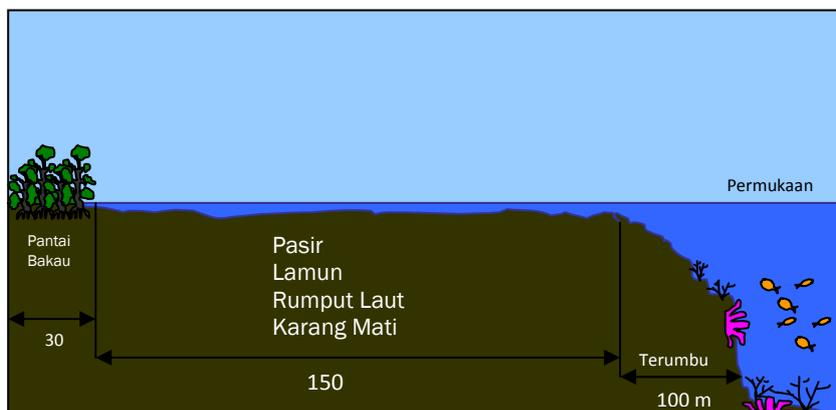 Permukaan
Pantai
Bakau
30
Pasir
Lamun
Rumput Laut
Karang Mati
150
Terumbu
100 m